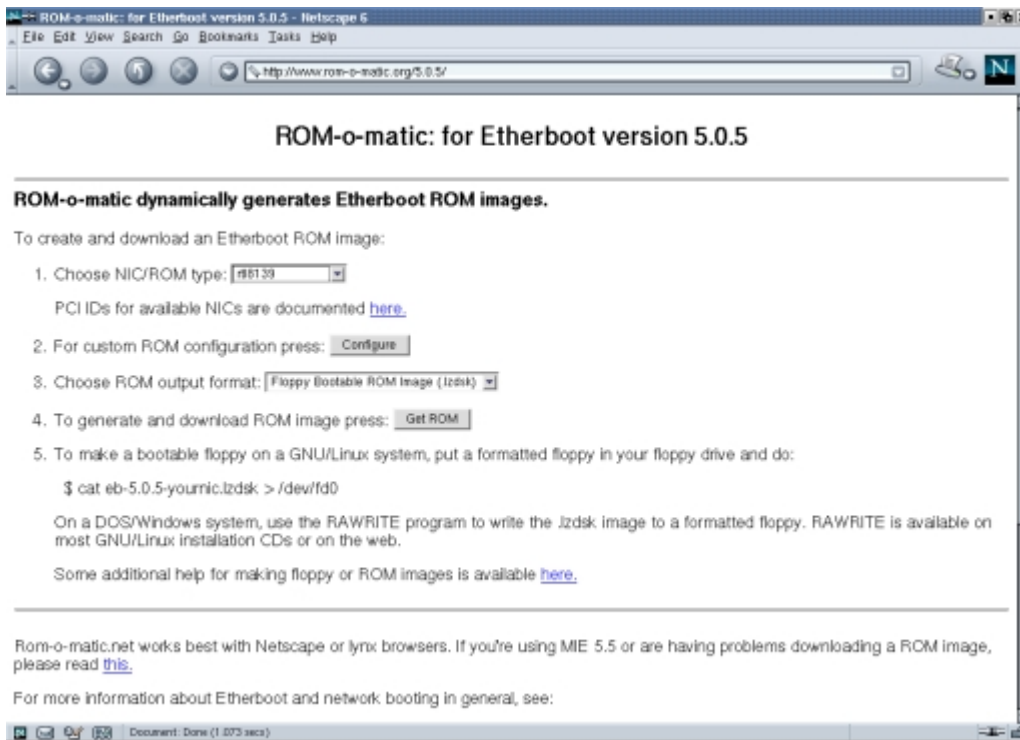 ROM-o-matic: for Etherboot version 5.0.5 - Netscape 6
File Edit View Search Go Bookmarks Tasks Help
http://www.rom-o-matic.org/5.0.5/
N
ROM-o-matic: for Etherboot version 5.0.5
ROM-o-matic dynamically generates Etherboot ROM images.
To create and download an Etherboot ROM image:
1. Choose NIC/ROM type: rtl8139
PCI IDs for available NICs are documented here.
2. For custom ROM configuration press: Configure
3. Choose ROM output format: Floppy Bootable ROM Image (.lzdsk)
4. To generate and download ROM image press: Get ROM
5. To make a bootable floppy on a GNU/Linux system, put a formatted floppy in your floppy drive and do:
$ cat eb-5.0.5-yournic.lzdsk > /dev/fd0
On a DOS/Windows system, use the RAWRITE program to write the .lzdsk image to a formatted floppy. RAWRITE is available on
most GNU/Linux installation CDs or on the web.
Some additional help for making floppy or ROM images is available here.
Rom-o-matic.net works best with Netscape or lynx browsers. If you're using MIE 5.5 or are having problems downloading a ROM image,
please read this.
For more information about Etherboot and network booting in general, see:
Document: Done (1.073 secs)